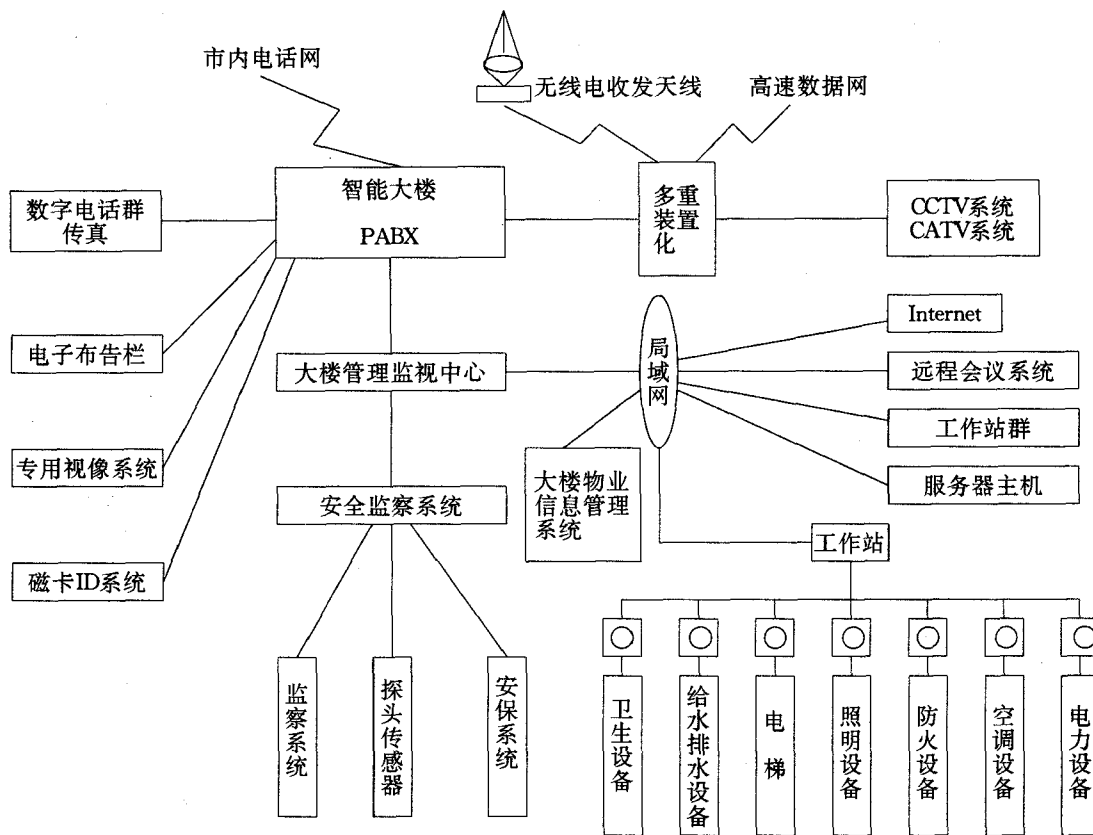 市内电话网
无线电收发天线
高速数据网
智能大楼
PABX
多重
装置
化
数字电话群
传真
CCTV系统
CATV系统
电子布告栏
大楼管理监视中心
局域网
Internet
远程会议系统
工作站群
服务器主机
专用视像系统
安全监察系统
大楼物业
信息管理
系统
工作站
磁卡ID系统
监察系统
探头传感器
安保系统
卫生设备
给水排水设备
电梯
照明设备
防火设备
空调设备
电力设备